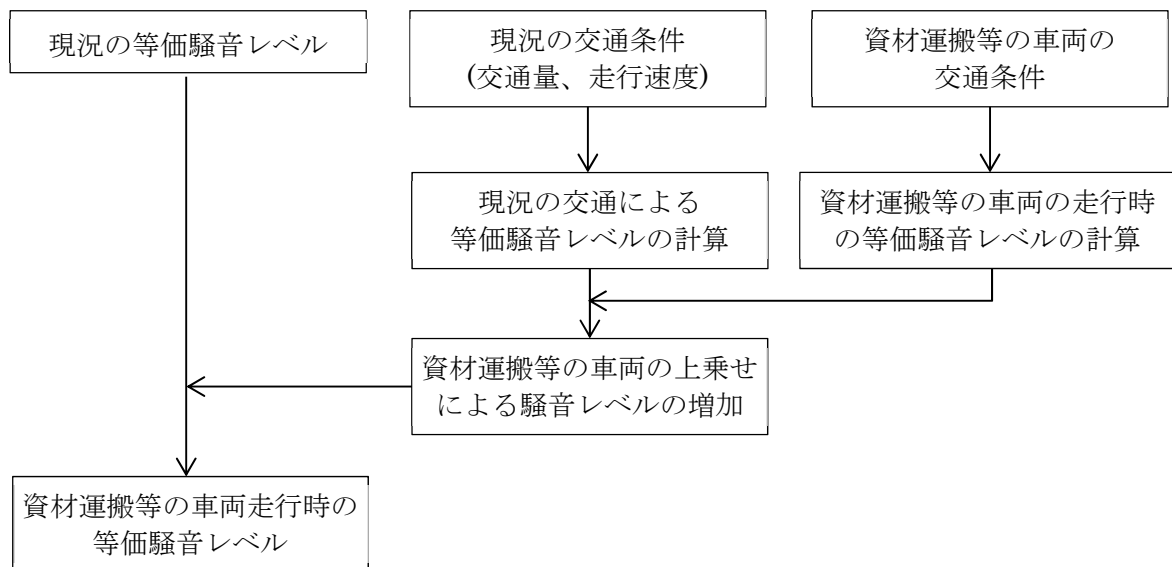 現況の等価騒音レベル
現況の交通条件
(交通量、走行速度)
資材運搬等の車両の
交通条件
現況の交通による
等価騒音レベルの計算
資材運搬等の車両の走行時
の等価騒音レベルの計算
資材運搬等の車両の上乗せ
による騒音レベルの増加
資材運搬等の車両走行時の
等価騒音レベル